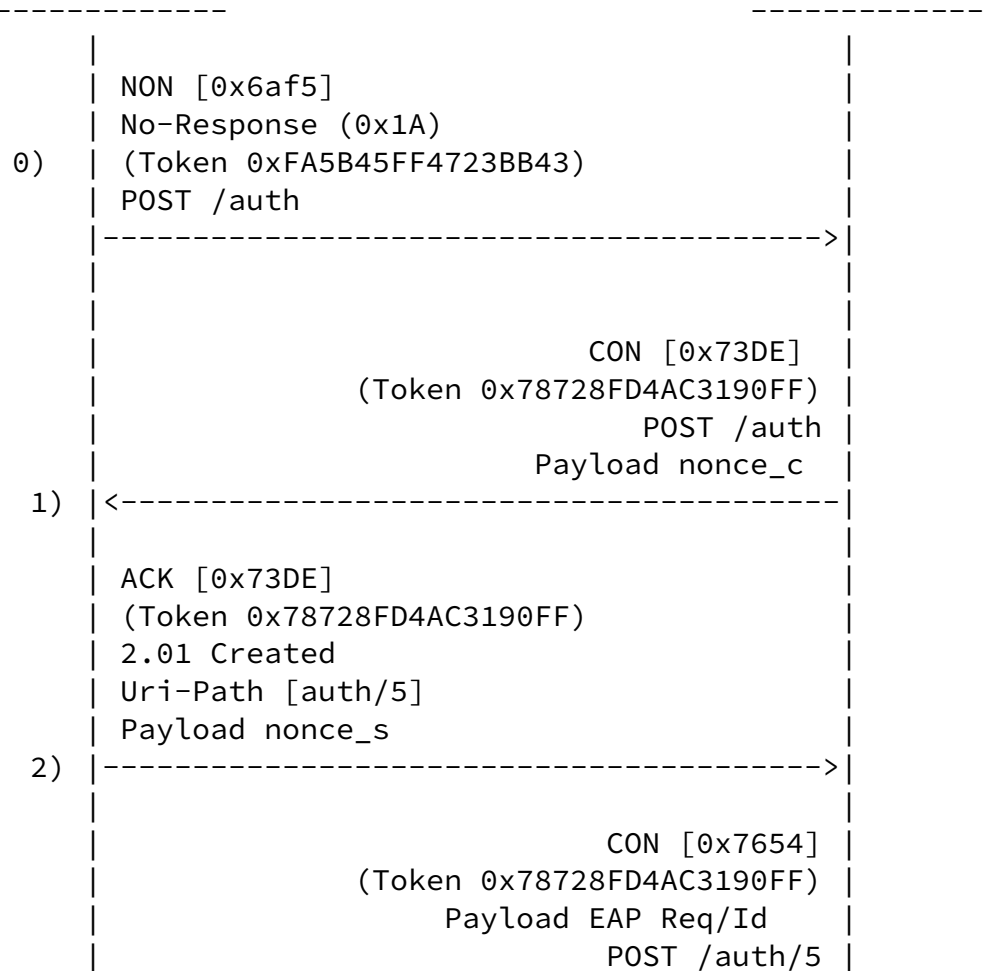 -------------                              -------------
NON [0x6af5]
No-Response (0x1A)
0) (Token 0xFA5B45FF4723BB43)
POST /auth
---------------------------------------->
CON [0x73DE]
(Token 0x78728FD4AC3190FF)
POST /auth
Payload nonce_c
1) <----------------------------------------
ACK [0x73DE]
(Token 0x78728FD4AC3190FF)
2.01 Created
Uri-Path [auth/5]
Payload nonce_s
2) ---------------------------------------->
CON [0x7654]
(Token 0x78728FD4AC3190FF)
Payload EAP Req/Id
POST /auth/5